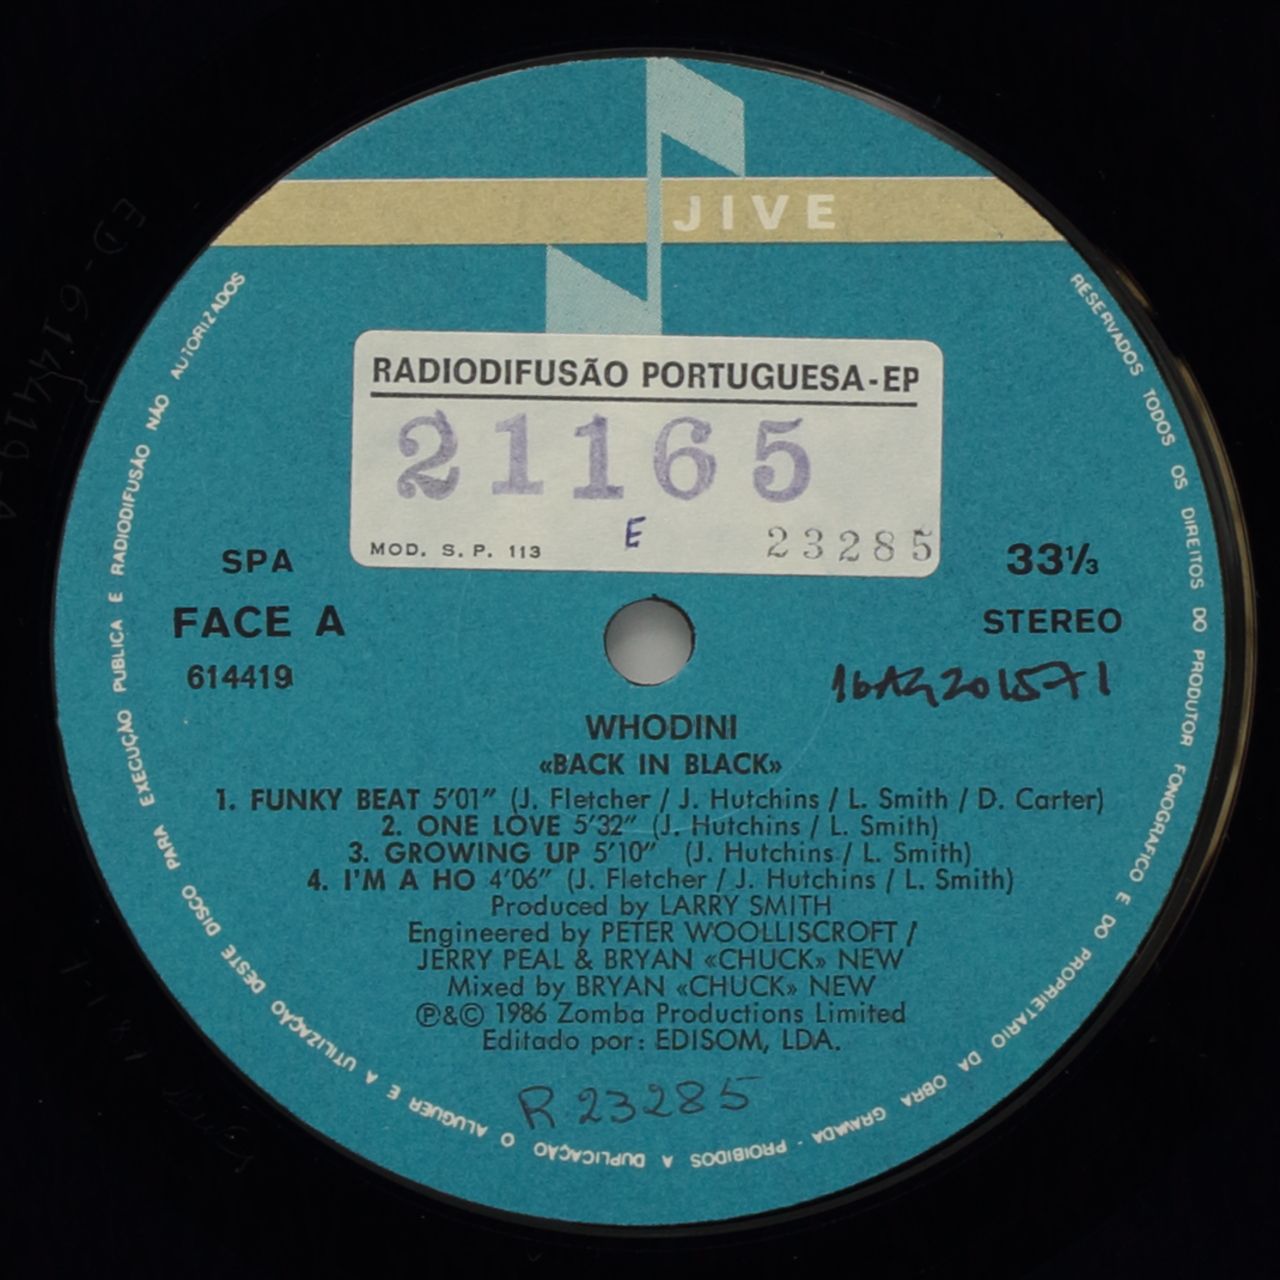 JIVE
RADIODIFUSÃO PORTUGUESA-EP
21165
E
MOD. S. P. 113
23285
SPA
FACE A
614419
33⅓
STEREO
WHODINI
«BACK IN BLACK»
1. FUNKY BEAT 5'01" (J. Fletcher / J. Hutchins / L. Smith / D. Carter)
2. ONE LOVE 5'32" (J. Hutchins / L. Smith)
3. GROWING UP 5'10" (J. Hutchins / L. Smith)
4. I'M A HO 4'06" (J. Fletcher / J. Hutchins / L. Smith)
Produced by LARRY SMITH
Engineered by PETER WOOLLISCROFT /
JERRY PEAL & BRYAN «CHUCK» NEW
Mixed by BRYAN «CHUCK» NEW
℗&© 1986 Zomba Productions Limited
Editado por: EDISOM, LDA.
R 23285
RESERVADOS TODOS OS DIREITOS DO PRODUTOR FONOGRAFICO E DO PROPRIETARIO DA OBRA GRAVADA - PROIBIDOS A DUPLICAÇÃO O ALUGUER E A UTILIZAÇÃO DESTE DISCO PARA EXECUÇÃO PUBLICA E RADIODIFUSÃO NÃO AUTORIZADOS